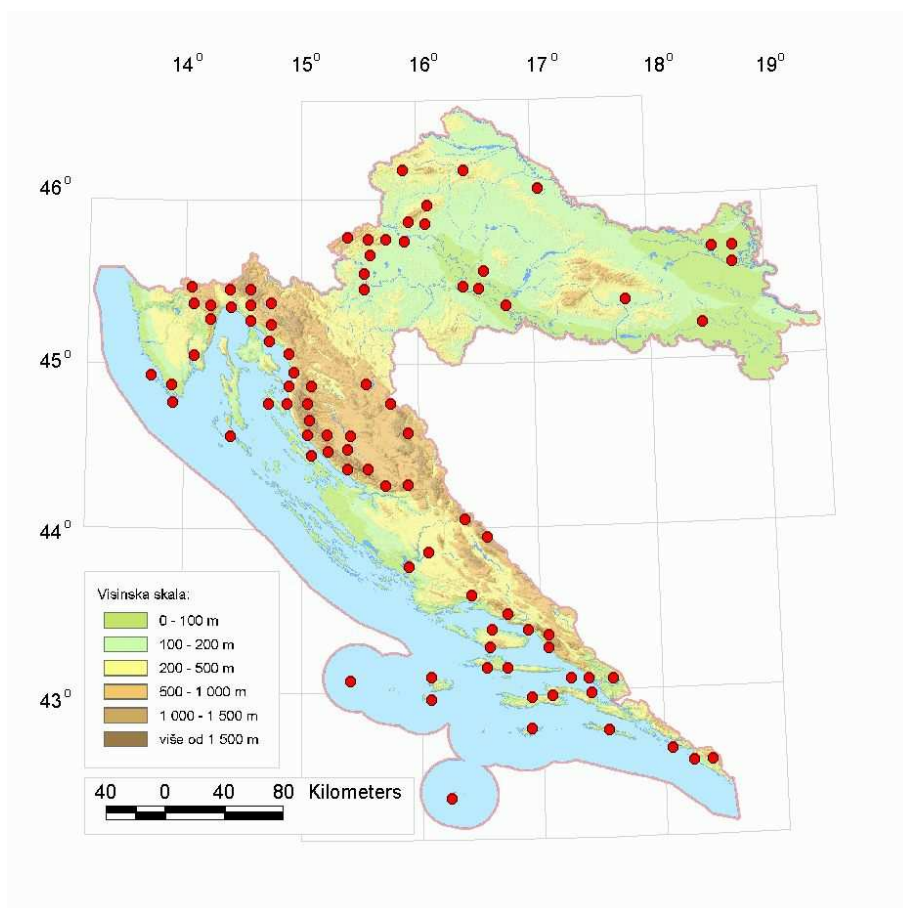 14° 15° 16° 17° 18° 19°
46°
45°
44°
43°
Visinska skala:
0 - 100 m
100 - 200 m
200 - 500 m
500 - 1 000 m
1 000 - 1 500 m
više od 1 500 m
40 0 40 80 Kilometers